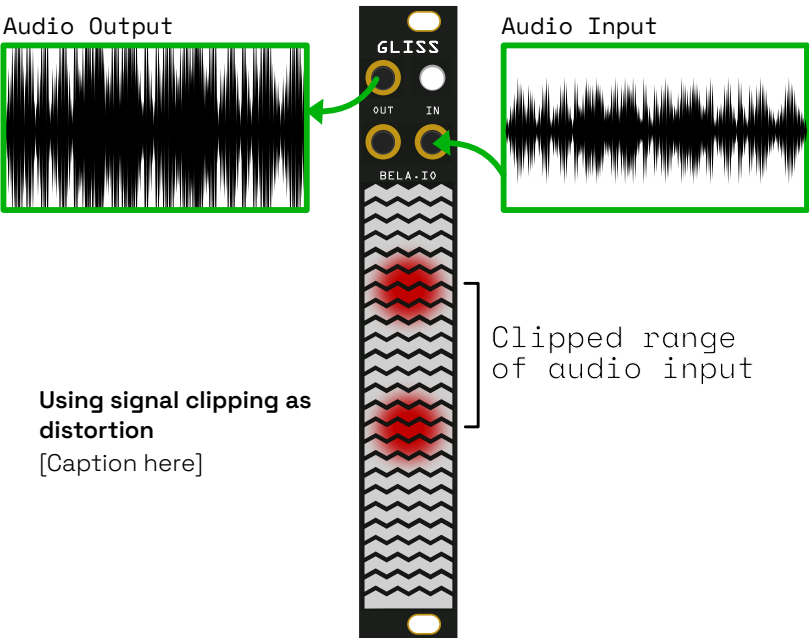 Audio Output
Audio Input
GLISS
OUT
IN
BELA.IO
Clipped range
of audio input
Using signal clipping as
distortion
[Caption here]